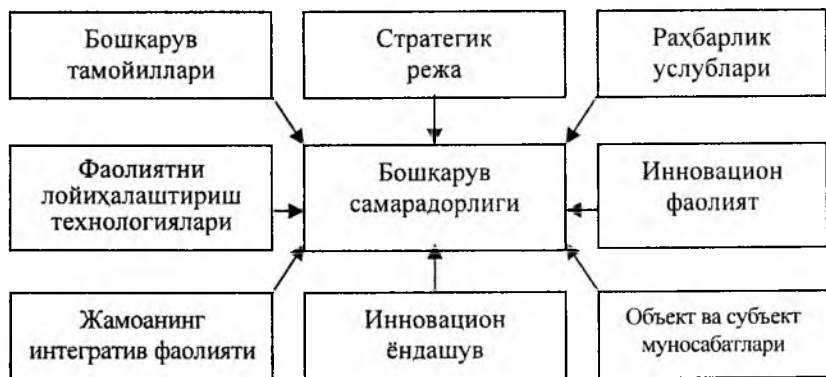 Бошқарув
тамойиллари
Стратегик
режа
Раҳбарлик
услублари
Фаолиятни
лойиҳалаштириш
технологиялари
Бошқарув
самарадорлиги
Инновацион
фаолият
Жамоанинг
интегратив фаолияти
Инновацион
ёндашув
Объект ва субъект
муносабатлари